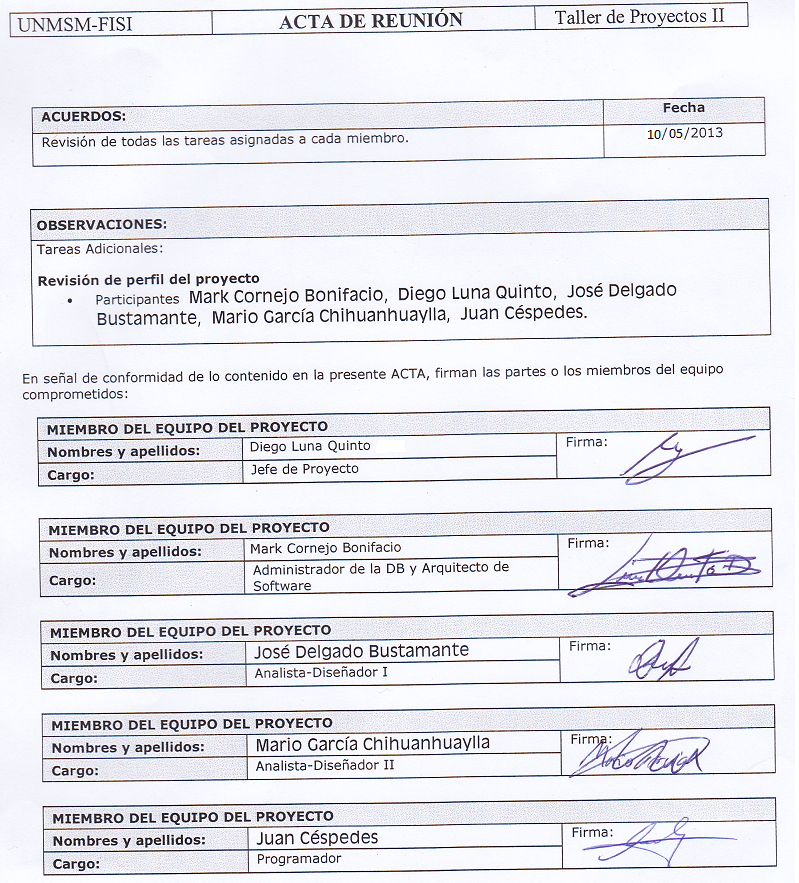 UNMSM-FISI ACTA DE REUNIÓN Taller de Proyectos II
ACUERDOS: Fecha
Revisión de todas las tareas asignadas a cada miembro. 10/05/2013
OBSERVACIONES:
Tareas Adicionales:
Revisión de perfil del proyecto
• Participantes Mark Cornejo Bonifacio, Diego Luna Quinto, José Delgado
Bustamante, Mario García Chihuanhuaylla, Juan Céspedes.
En señal de conformidad de lo contenido en la presente ACTA, firman las partes o los miembros del equipo
comprometidos:
MIEMBRO DEL EQUIPO DEL PROYECTO
Nombres y apellidos: Diego Luna Quinto Firma:
Cargo: Jefe de Proyecto
MIEMBRO DEL EQUIPO DEL PROYECTO
Nombres y apellidos: Mark Cornejo Bonifacio Firma:
Cargo: Administrador de la DB y Arquitecto de
Software
MIEMBRO DEL EQUIPO DEL PROYECTO
Nombres y apellidos: José Delgado Bustamante Firma:
Cargo: Analista-Diseñador I
MIEMBRO DEL EQUIPO DEL PROYECTO
Nombres y apellidos: Mario García Chihuanhuaylla Firma:
Cargo: Analista-Diseñador II
MIEMBRO DEL EQUIPO DEL PROYECTO
Nombres y apellidos: Juan Céspedes Firma:
Cargo: Programador